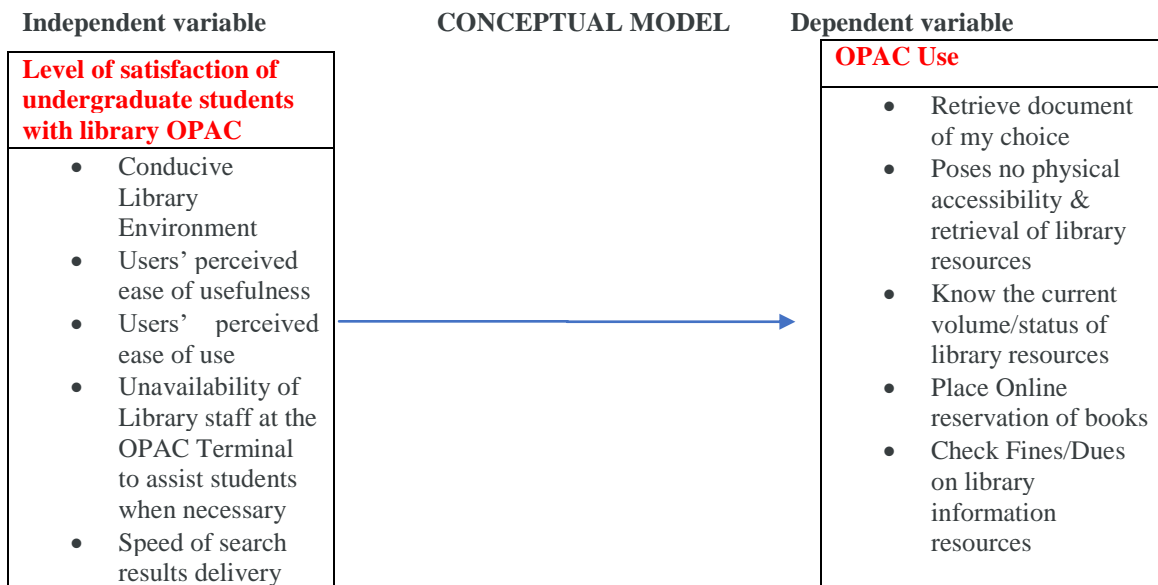 Independent variable CONCEPTUAL MODEL Dependent variable
Level of satisfaction of
undergraduate students
with library OPAC
• Conducive
Library
Environment
• Users’ perceived
ease of usefulness
• Users’ perceived
ease of use
• Unavailability of
Library staff at the
OPAC Terminal
to assist students
when necessary
• Speed of search
results delivery
OPAC Use
• Retrieve document
of my choice
• Poses no physical
accessibility &
retrieval of library
resources
• Know the current
volume/status of
library resources
• Place Online
reservation of books
• Check Fines/Dues
on library
information
resources